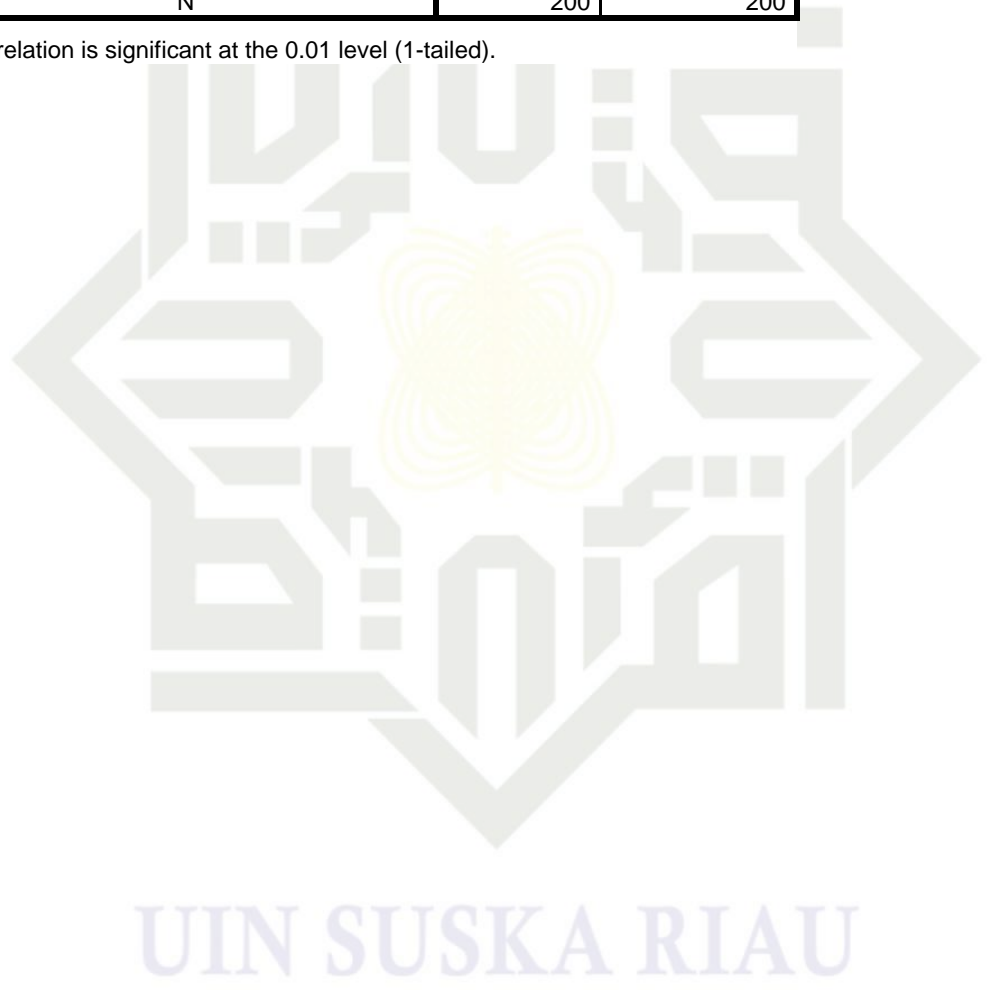 N 200 200
relation is significant at the 0.01 level (1-tailed).
UIN SUSKA RIAU